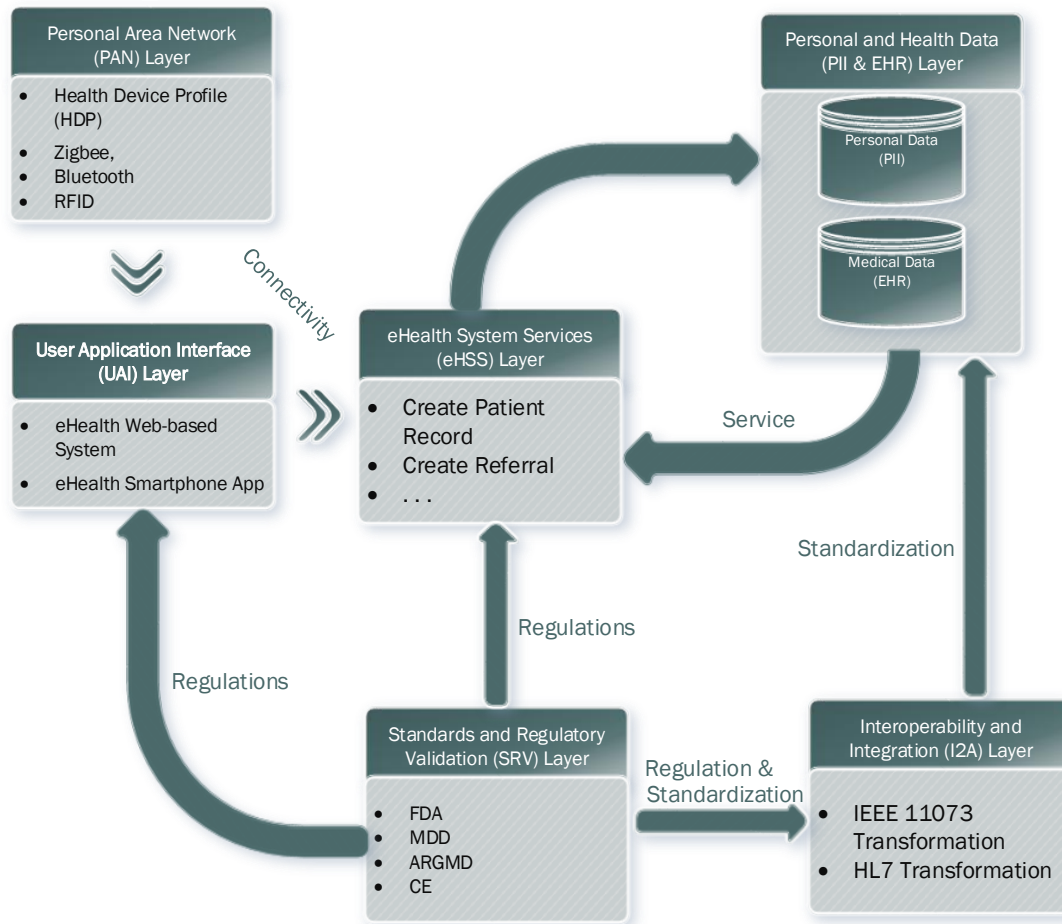 Personal Area Network
(PAN) Layer
• Health Device Profile
(HDP)
• Zigbee,
• Bluetooth
• RFID
Personal and Health Data
(PII & EHR) Layer
Personal Data
(PII)
Medical Data
(EHR)
Connectivity
User Application Interface
(UAI) Layer
• eHealth Web-based
System
• eHealth Smartphone App
eHealth System Services
(eHSS) Layer
• Create Patient
Record
• Create Referral
• . . .
Service
Standardization
Regulations
Regulations
Standards and Regulatory
Validation (SRV) Layer
• FDA
• MDD
• ARGMD
• CE
Regulation &
Standardization
Interoperability and
Integration (I2A) Layer
• IEEE 11073
Transformation
• HL7 Transformation